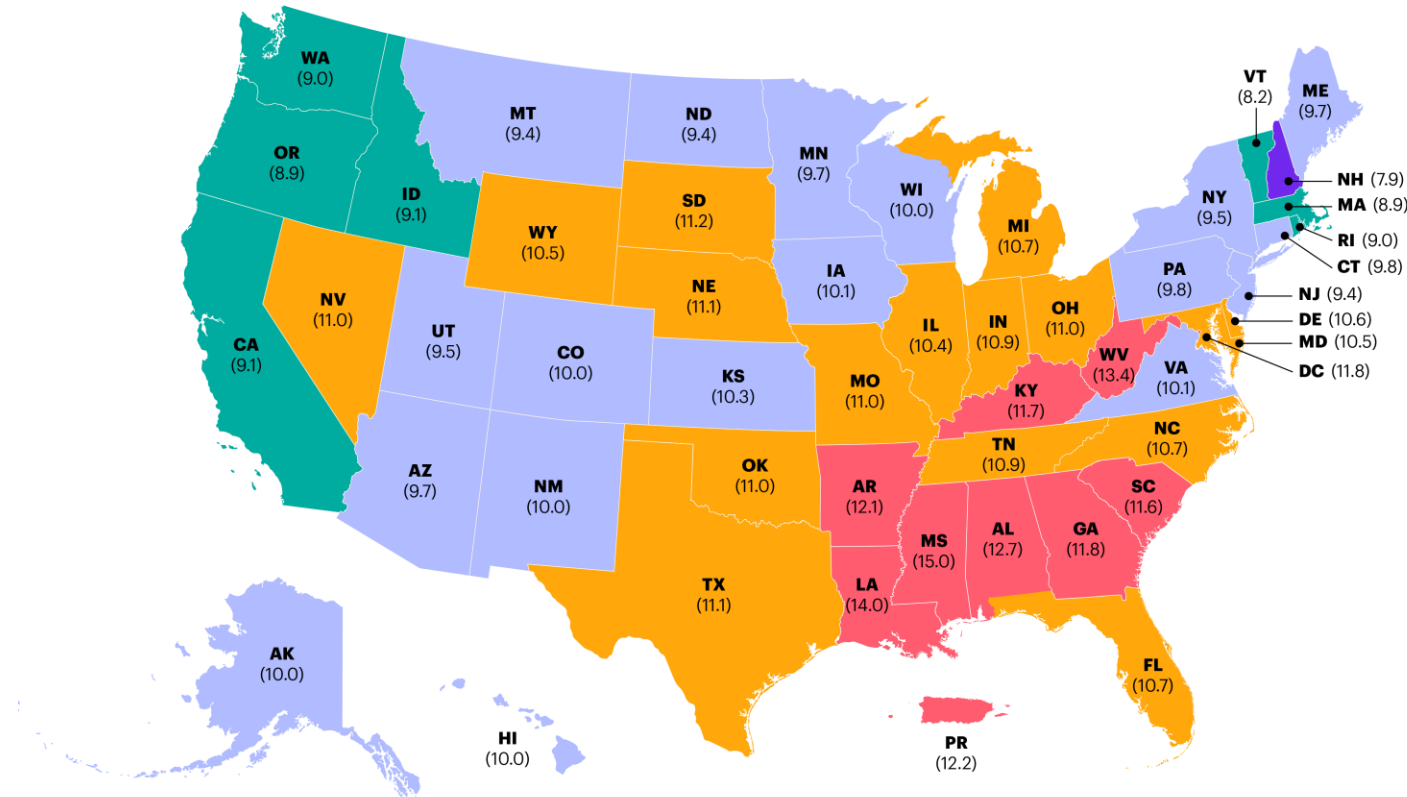 WA
(9.0)
MT
(9.4)
ND
(9.4)
VT
(8.2)
ME
(9.7)
OR
(8.9)
MN
(9.7)
ID
(9.1)
SD
(11.2)
WI
(10.0)
NY
(9.5)
NH (7.9)
MA (8.9)
RI (9.0)
CT (9.8)
WY
(10.5)
MI
(10.7)
NE
(11.1)
IA
(10.1)
PA
(9.8)
NJ (9.4)
DE (10.6)
MD (10.5)
DC (11.8)
NV
(11.0)
UT
(9.5)
CA
(9.1)
CO
(10.0)
KS
(10.3)
MO
(11.0)
IL
(10.4)
IN
(10.9)
OH
(11.0)
WV
(13.4)
VA
(10.1)
KY
(11.7)
NC
(10.7)
TN
(10.9)
AZ
(9.7)
NM
(10.0)
OK
(11.0)
AR
(12.1)
SC
(11.6)
MS
(15.0)
AL
(12.7)
GA
(11.8)
TX
(11.1)
LA
(14.0)
FL
(10.7)
AK
(10.0)
HI
(10.0)
PR
(12.2)